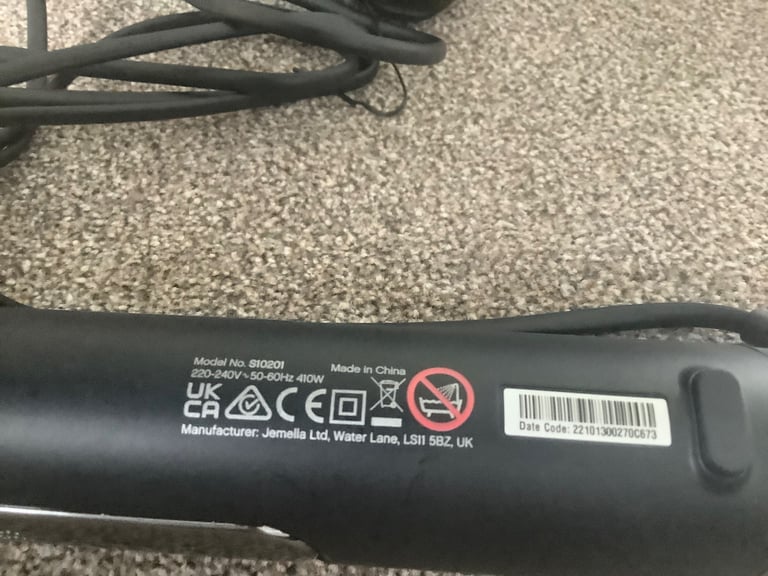 Model No. S10201
Made in China
220-240V~50-60Hz 410W
UK
CA
CE
Manufacturer: Jemella Ltd, Water Lane, LS11 5BZ, UK
Date Code: 22101300270C673